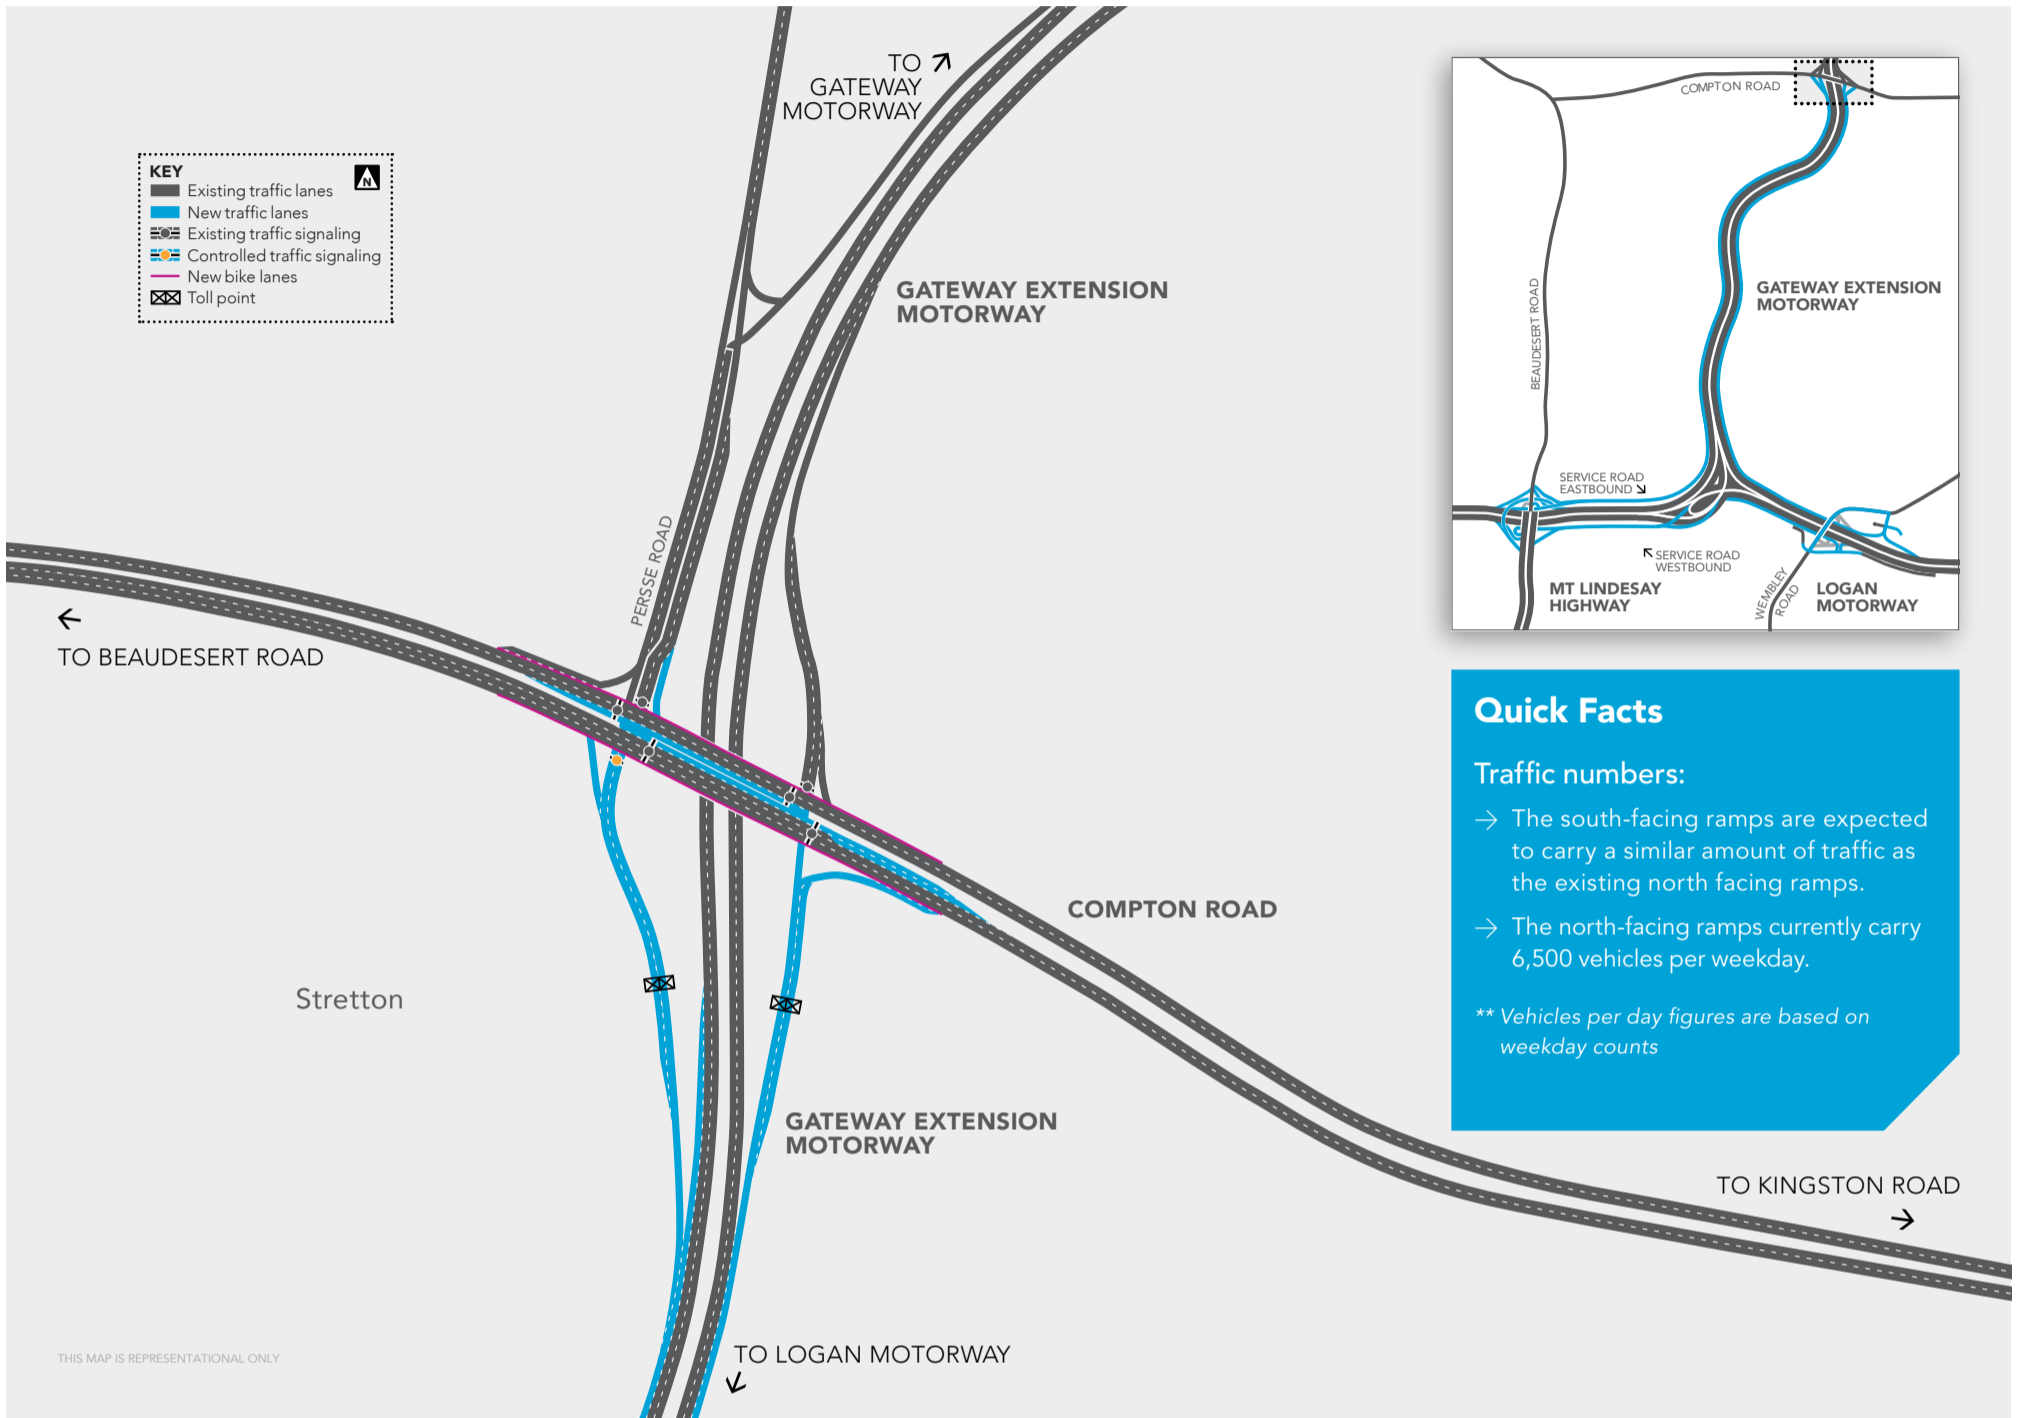 TO
GATEWAY
MOTORWAY
KEY
N
Existing traffic lanes
New traffic lanes
Existing traffic signaling
Controlled traffic signaling
New bike lanes
Toll point
GATEWAY EXTENSION
MOTORWAY
PERSE ROAD
TO BEAUDESERT ROAD
COMPTON ROAD
Stretton
GATEWAY EXTENSION
MOTORWAY
TO KINGSTON ROAD
TO LOGAN MOTORWAY
THIS MAP IS REPRESENTATIONAL ONLY
COMPTON ROAD
BEAUDESERT ROAD
GATEWAY EXTENSION
MOTORWAY
SERVICE ROAD
EASTBOUND
SERVICE ROAD
WESTBOUND
MT LINDESAY
HIGHWAY
WEMBLEY
ROAD
LOGAN
MOTORWAY
Quick Facts
Traffic numbers:
→ The south-facing ramps are expected
to carry a similar amount of traffic as
the existing north facing ramps.
→ The north-facing ramps currently carry
6,500 vehicles per weekday.
** Vehicles per day figures are based on
weekday counts